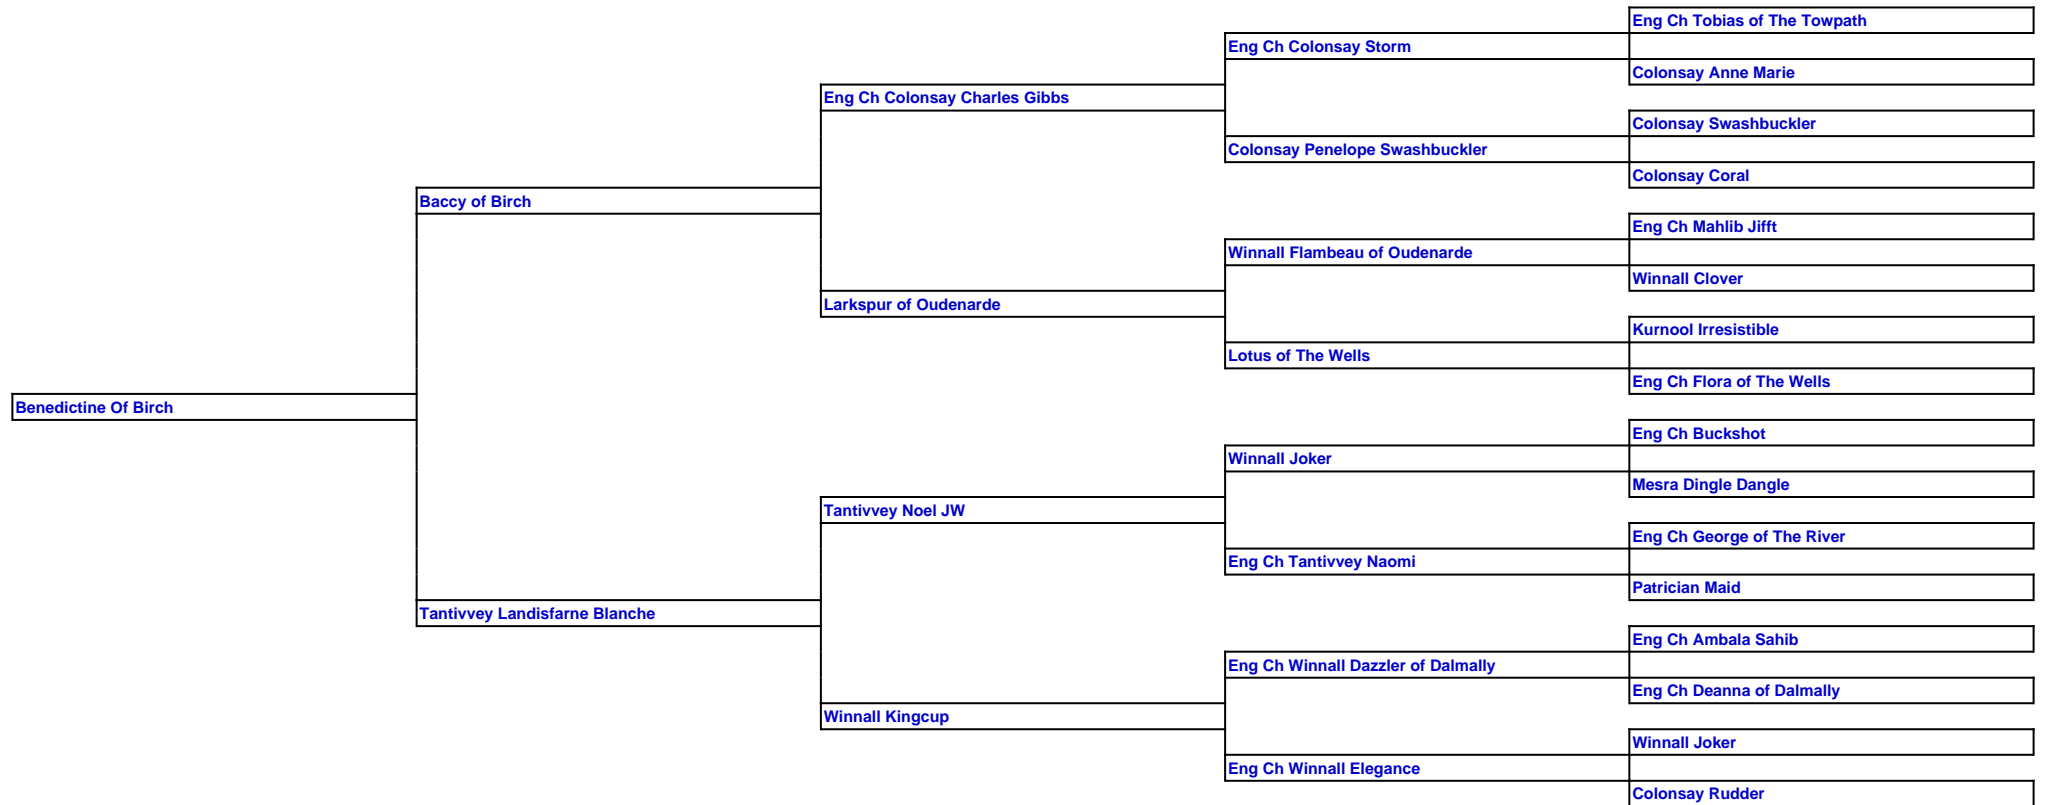 Eng Ch Tobias of The Towpath
Eng Ch Colonsay Storm
Colonsay Anne Marie
Eng Ch Colonsay Charles Gibbs
Colonsay Swashbuckler
Colonsay Penelope Swashbuckler
Colonsay Coral
Baccy of Birch
Eng Ch Mahlib Jifft
Winnall Flambeau of Oudenarde
Winnall Clover
Larkspur of Oudenarde
Kurnool Irresistible
Lotus of The Wells
Eng Ch Flora of The Wells
Benedictine Of Birch
Eng Ch Buckshot
Winnall Joker
Mesra Dingle Dangle
Tantivvey Noel JW
Eng Ch George of The River
Eng Ch Tantivvey Naomi
Patrician Maid
Tantivvey Landisfarne Blanche
Eng Ch Ambala Sahib
Eng Ch Winnall Dazzler of Dalmally
Eng Ch Deanna of Dalmally
Winnall Kingcup
Winnall Joker
Eng Ch Winnall Elegance
Colonsay Rudder